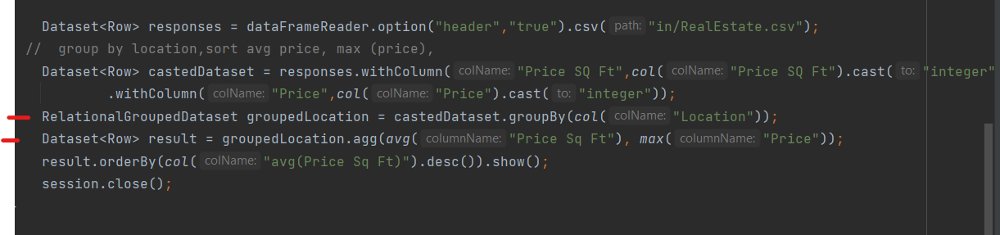 Dataset<Row> responses = dataFrameReader.option("header","true").csv( path: "in/RealEstate.csv");
//  group by location,sort avg price, max (price),
Dataset<Row> castedDataset = responses.withColumn( colName: "Price SQ Ft",col( colName: "Price SQ Ft").cast( to: "integer"
.withColumn( colName: "Price",col( colName: "Price").cast( to: "integer"));
RelationalGroupedDataset groupedLocation = castedDataset.groupBy(col( colName: "Location"));
Dataset<Row> result = groupedLocation.agg(avg( columnName: "Price Sq Ft"), max( columnName: "Price"));
result.orderBy(col( colName: "avg(Price Sq Ft)").desc()).show();
session.close();